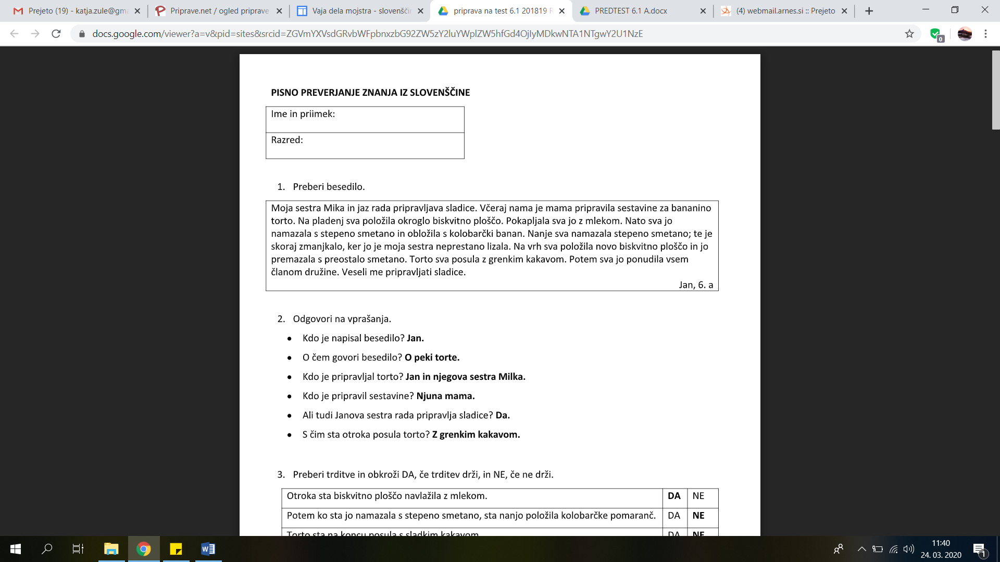 Prejeto (19) - katja.zule@gma
Priprave.net / ogled priprave
Vaja dela mojstra - slovenščin
priprava na test 6.1 201819 R
PREDTEST 6.1 A.docx
(4) webmail.arnes.si :: Prejeto
docs.google.com/viewer?a=v&pid=sites&srcid=ZGVmYXVsdGRvbWFpbnxzbG92ZW5zY2luYWplZW5hfGd4OjIyMDkwNTA1NTgwY2U1NzE
0
PISNO PREVERJANJE ZNANJA IZ SLOVENŠČINE
Ime in priimek:
Razred:
1. Preberi besedilo.
Moja sestra Mika in jaz rada pripravljava sladice. Včeraj nama je mama pripravila sestavine za bananino
torto. Na pladenj sva položila okroglo biskvitno ploščo. Pokapljala sva jo z mlekom. Nato sva jo
namazala s stepeno smetano in obložila s kolobarčki banan. Nanje sva namazala stepeno smetano; te je
skoraj zmanjkalo, ker jo je moja sestra neprestano lizala. Na vrh sva položila novo biskvitno ploščo in jo
premazala s preostalo smetano. Torto sva posula z grenkim kakavom. Potem sva jo ponudila vsem
članom družine. Veseli me pripravljati sladice.
Jan, 6. a
2. Odgovori na vprašanja.
• Kdo je napisal besedilo? Jan.
• O čem govori besedilo? O peki torte.
• Kdo je pripravljal torto? Jan in njegova sestra Milka.
• Kdo je pripravil sestavine? Njuna mama.
• Ali tudi Janova sestra rada pripravlja sladice? Da.
• S čim sta otroka posula torto? Z grenkim kakavom.
3. Preberi trditve in obkroži DA, če trditev drži, in NE, če ne drži.
Otroka sta biskvitno ploščo navlažila z mlekom. DA NE
Potem ko sta jo namazala s stepeno smetano, sta nanjo položila kolobarčke pomaranč. DA NE
Torto sta na koncu posula s sladkim kakavom. DA NE
11:40
24. 03. 2020
1